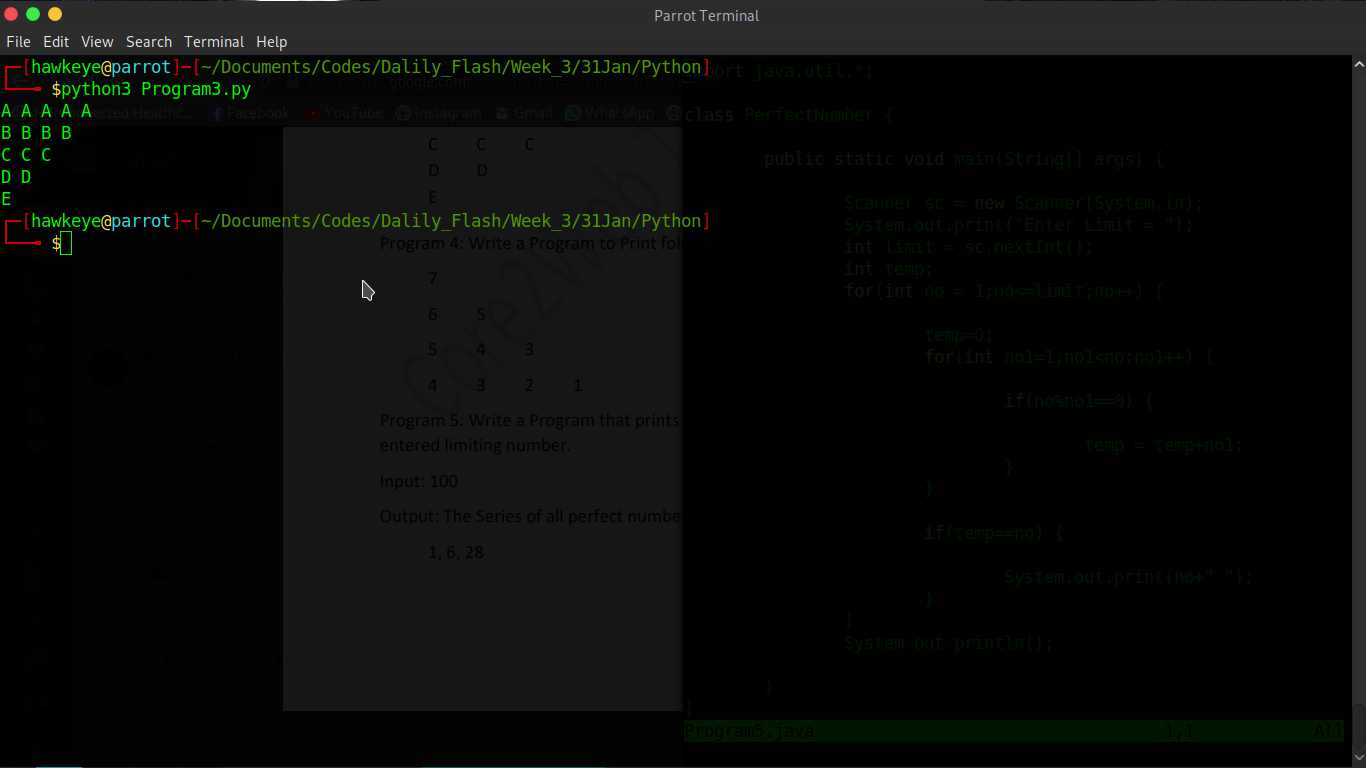 Parrot Terminal
File Edit View Search Terminal Help
┌─[hawkeye@parrot]─[~/Documents/Codes/Dalily_Flash/Week_3/31Jan/Python]
└──╼ $python3 Program3.py
A A A A A
B B B B
C C C
D D
E
┌─[hawkeye@parrot]─[~/Documents/Codes/Dalily_Flash/Week_3/31Jan/Python]
└──╼ $
google.com
Facebook YouTube Instagram Gmail WhatsApp
C C C
D D
E
Program 4: Write a Program to Print fol
7
6 5
5 4 3
4 3 2 1
Program 5: Write a Program that prints
entered limiting number.
Input: 100
Output: The Series of all perfect numbe
1, 6, 28
Core2Web
java.util.*;
class PerfectNumber {
public static void main(String[] args) {
Scanner sc = new Scanner(System.in);
System.out.print("Enter Limit = ");
int limit = sc.nextInt();
int temp;
for(int no = 1;no<=limit;no++) {
temp=0;
for(int no1=1;no1<no;no1++) {
if(no%no1==0) {
temp = temp+no1;
}
}
if(temp==no) {
System.out.print(no+" ");
}
}
System.out.println();
}
}
Program5.java 1,1 All